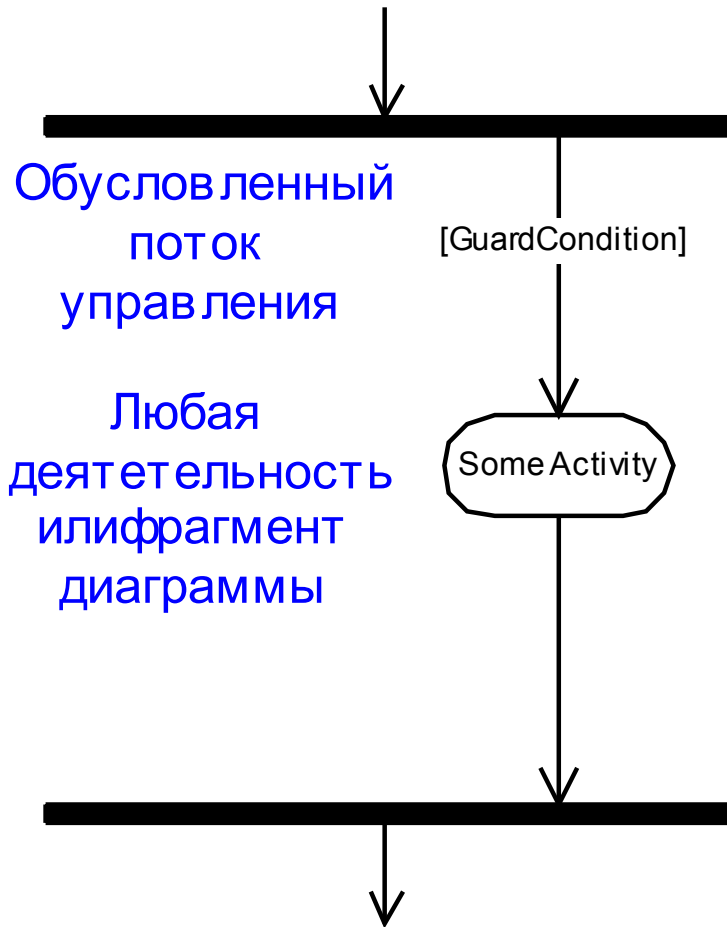 Обусловленный
поток
управления
[GuardCondition]
Любая
деятетельность
илифрагмент
диаграммы
Some Activity